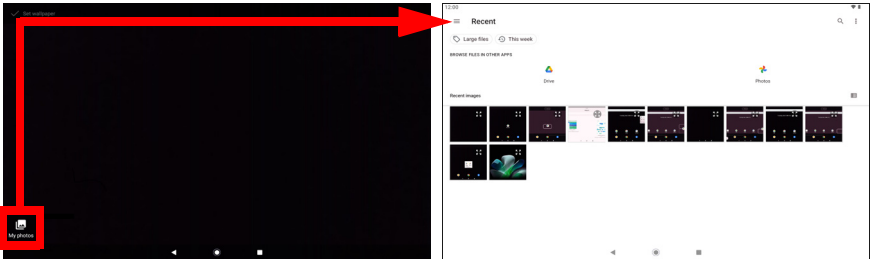 Set wallpaper
My photos
12:00
Recent
Large files
This week
BROWSE FILES IN OTHER APPS
Drive
Photos
Recent images